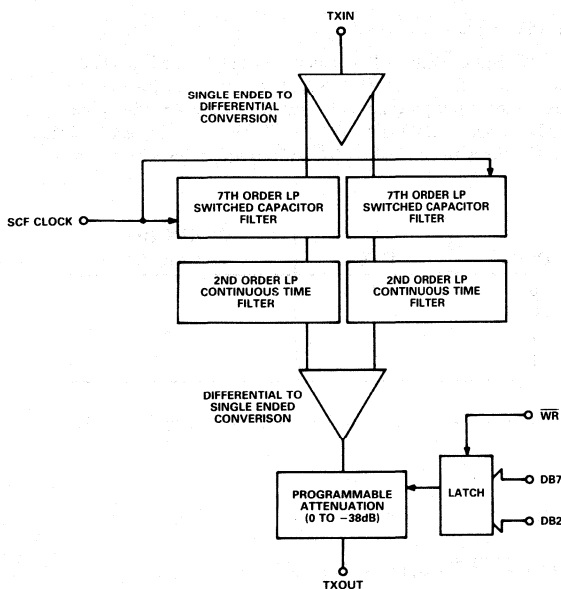 TXIN
SINGLE ENDED TO
DIFFERENTIAL
CONVERSION
7TH ORDER LP
SWITCHED CAPACITOR
FILTER
7TH ORDER LP
SWITCHED CAPACITOR
FILTER
SCF CLOCK
2ND ORDER LP
CONTINUOUS TIME
FILTER
2ND ORDER LP
CONTINUOUS TIME
FILTER
DIFFERENTIAL TO
SINGLE ENDED
CONVERISON
WR
PROGRAMMABLE
ATTENUATION
(0 TO −38dB)
LATCH
DB7
DB2
TXOUT